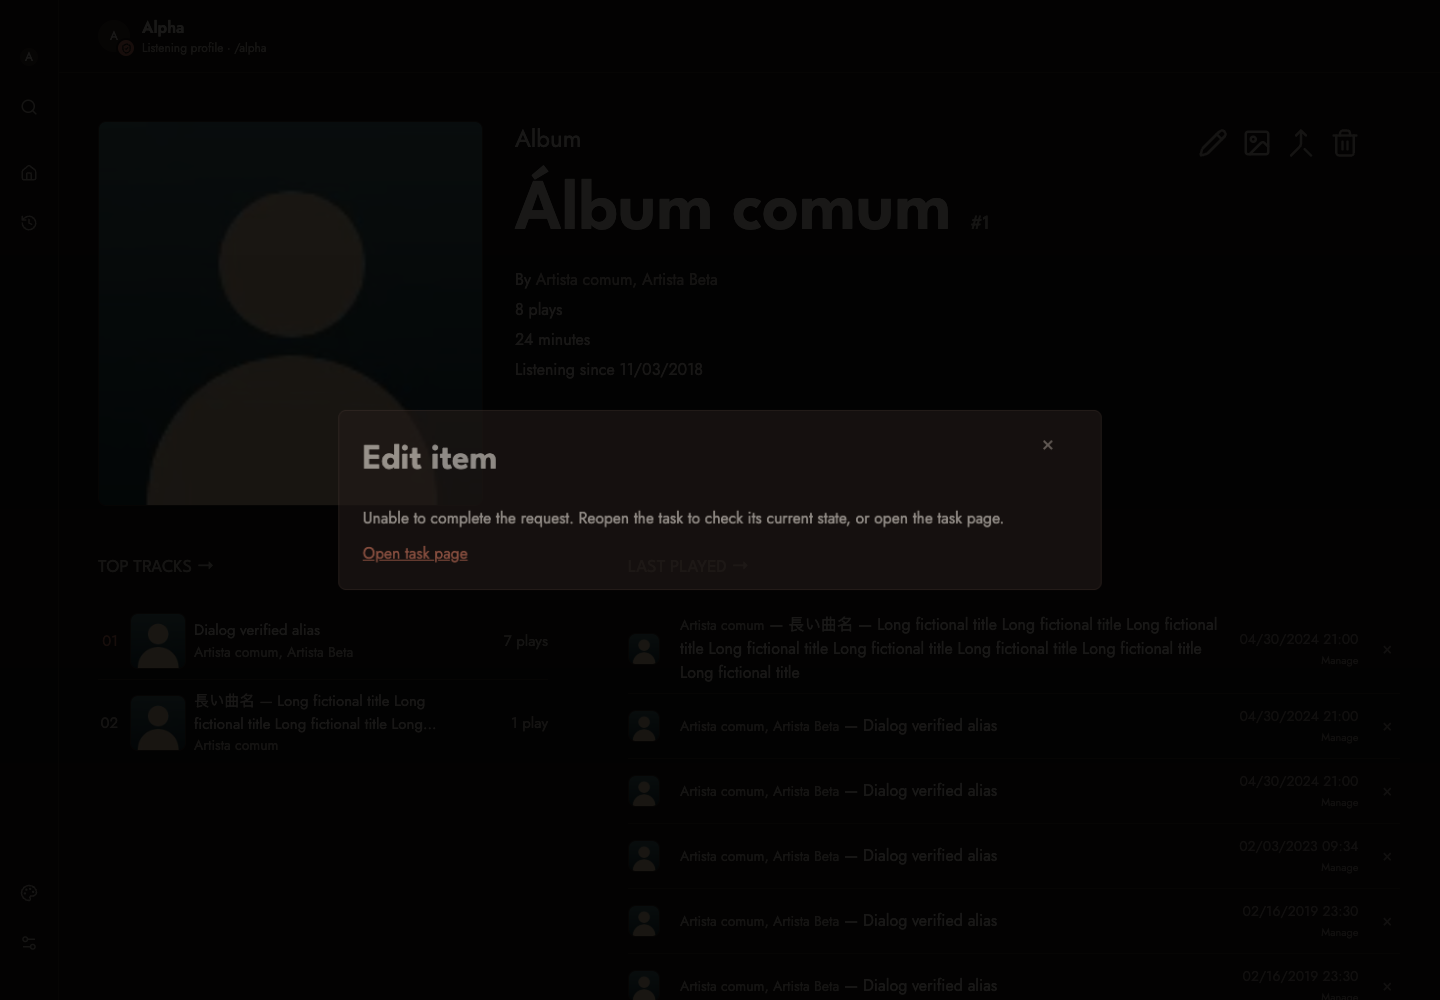 A
Alpha
Listening profile · /alpha
A
Album
Álbum comum #1
By Artista comum, Artista Beta
8 plays
24 minutes
Listening since 11/03/2018
Edit item
×
Unable to complete the request. Reopen the task to check its current state, or open the task page.
Open task page
TOP TRACKS →
01
Dialog verified alias
Artista comum, Artista Beta
7 plays
02
長い曲名 — Long fictional title Long
fictional title Long fictional title Long...
Artista comum
1 play
LAST PLAYED →
Artista comum — 長い曲名 — Long fictional title Long fictional title Long fictional
title Long fictional title Long fictional title Long fictional title Long fictional title
Long fictional title
04/30/2024 21:00
Manage
×
Artista comum, Artista Beta — Dialog verified alias
04/30/2024 21:00
Manage
×
Artista comum, Artista Beta — Dialog verified alias
04/30/2024 21:00
Manage
×
Artista comum, Artista Beta — Dialog verified alias
02/03/2023 09:34
Manage
×
Artista comum, Artista Beta — Dialog verified alias
02/16/2019 23:30
Manage
×
Artista comum, Artista Beta — Dialog verified alias
02/16/2019 23:30
Manage
×